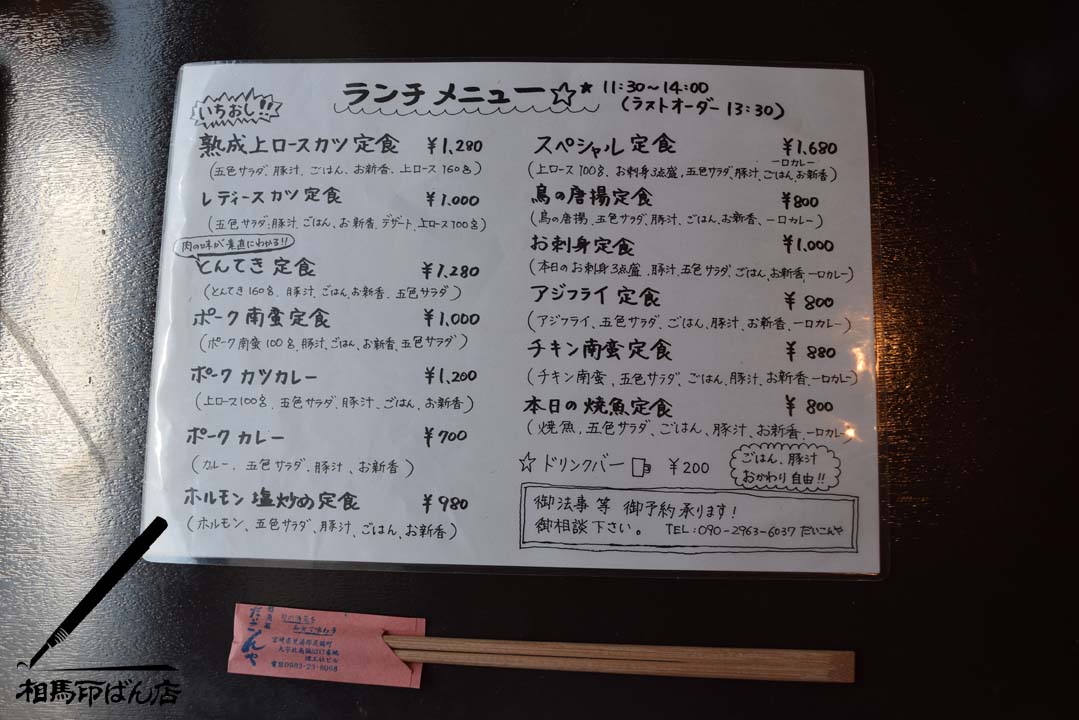 ランチメニュー☆★ 11:30～14:00
(ラストオーダー 13:30)
いちおし!!
熟成上ロースカツ定食 ¥1,280
(五色サラダ、豚汁、ごはん、お新香、上ロース160g)
レディースカツ定食 ¥1.000
(五色サラダ、豚汁、ごはん、お新香、デザート、上ロース100g)
肉の味が素直にわかる!!
とんてき定食 ¥1.280
(とんてき160g、豚汁、ごはん、お新香、五色サラダ)
ポーク南蛮定食 ¥1,000
(ポーク南蛮100g、豚汁、ごはん、お新香、五色サラダ)
ポークカツカレー ¥1,200
(上ロース100g、五色サラダ、豚汁、ごはん、お新香)
ポークカレー ¥700
(カレー、五色サラダ、豚汁、お新香)
ホルモン塩炒め定食 ¥980
(ホルモン、五色サラダ、豚汁、ごはん、お新香)
スペシャル定食 ¥1,680
(上ロース100g、お刺身3点盛、五色サラダ、豚汁、ごはん、お新香)
一口カレー
鳥の唐揚定食 ¥800
(鳥の唐揚、五色サラダ、豚汁、ごはん、お新香、一口カレー)
お刺身定食 ¥1.000
(本日のお刺身3点盛、豚汁、五色サラダ、ごはん、お新香、一口カレー)
アジフライ定食 ¥800
(アジフライ、五色サラダ、ごはん、豚汁、お新香、一口カレー)
チキン南蛮定食 ¥880
(チキン南蛮、五色サラダ、ごはん、豚汁、お新香、一口カレー)
本日の焼魚定食 ¥800
(焼魚、五色サラダ、ごはん、豚汁、お新香、一口カレー)
☆ ドリンクバー ¥200
ごはん、豚汁
おかわり自由!!
御法事等 御予約承ります!
御相談下さい。 TEL:090-2963-6037 だいこんや
だいこんや
電話0983-23-8068
相馬印ばん店